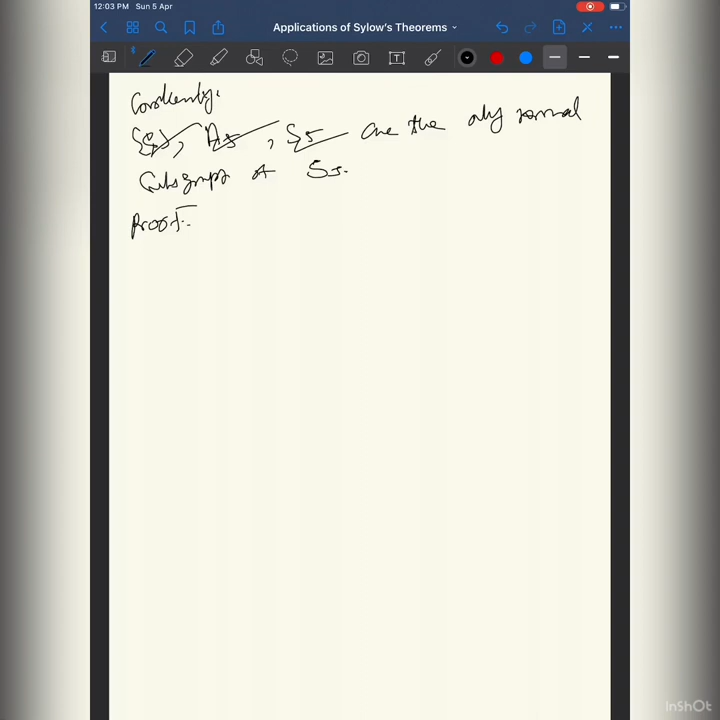 12:03 PM Sun 5 Apr
Applications of Sylow's Theorems
T
Corollary:
{e}, A5, S5 are the only normal
Subgroups of S5.
Proof:
InShOt